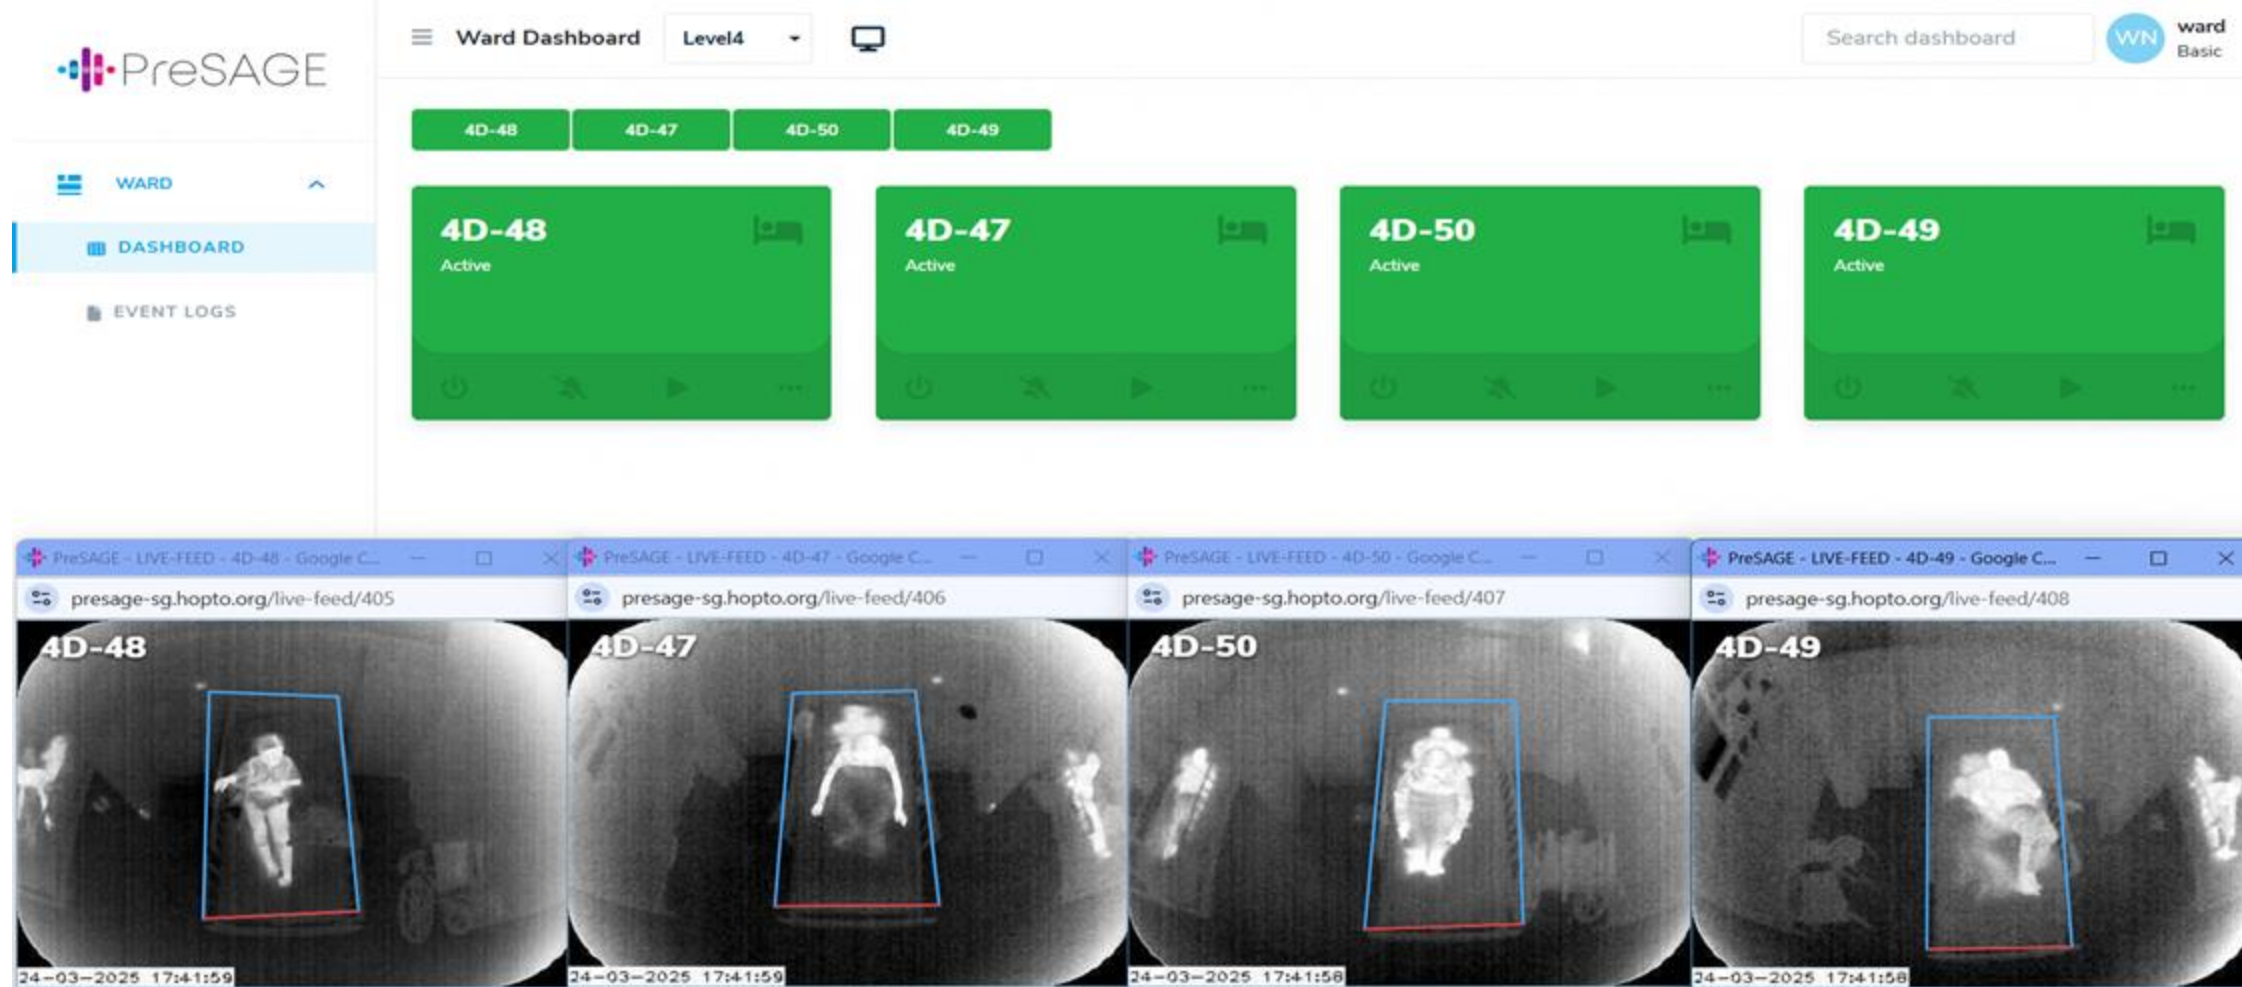 PreSAGE
Ward Dashboard
Level4
Search dashboard
WN
ward
Basic
WARD
DASHBOARD
EVENT LOGS
4D-48
4D-47
4D-50
4D-49
4D-48
Active
4D-47
Active
4D-50
Active
4D-49
Active
PreSAGE - LIVE-FEED - 4D-48 - Google C...
presage-sg.hopto.org/live-feed/405
4D-48
24-03-2025 17:41:59
PreSAGE - LIVE-FEED - 4D-47 - Google C...
presage-sg.hopto.org/live-feed/406
4D-47
24-03-2025 17:41:59
PreSAGE - LIVE-FEED - 4D-50 - Google C...
presage-sg.hopto.org/live-feed/407
4D-50
24-03-2025 17:41:58
PreSAGE - LIVE-FEED - 4D-49 - Google C...
presage-sg.hopto.org/live-feed/408
4D-49
24-03-2025 17:41:58